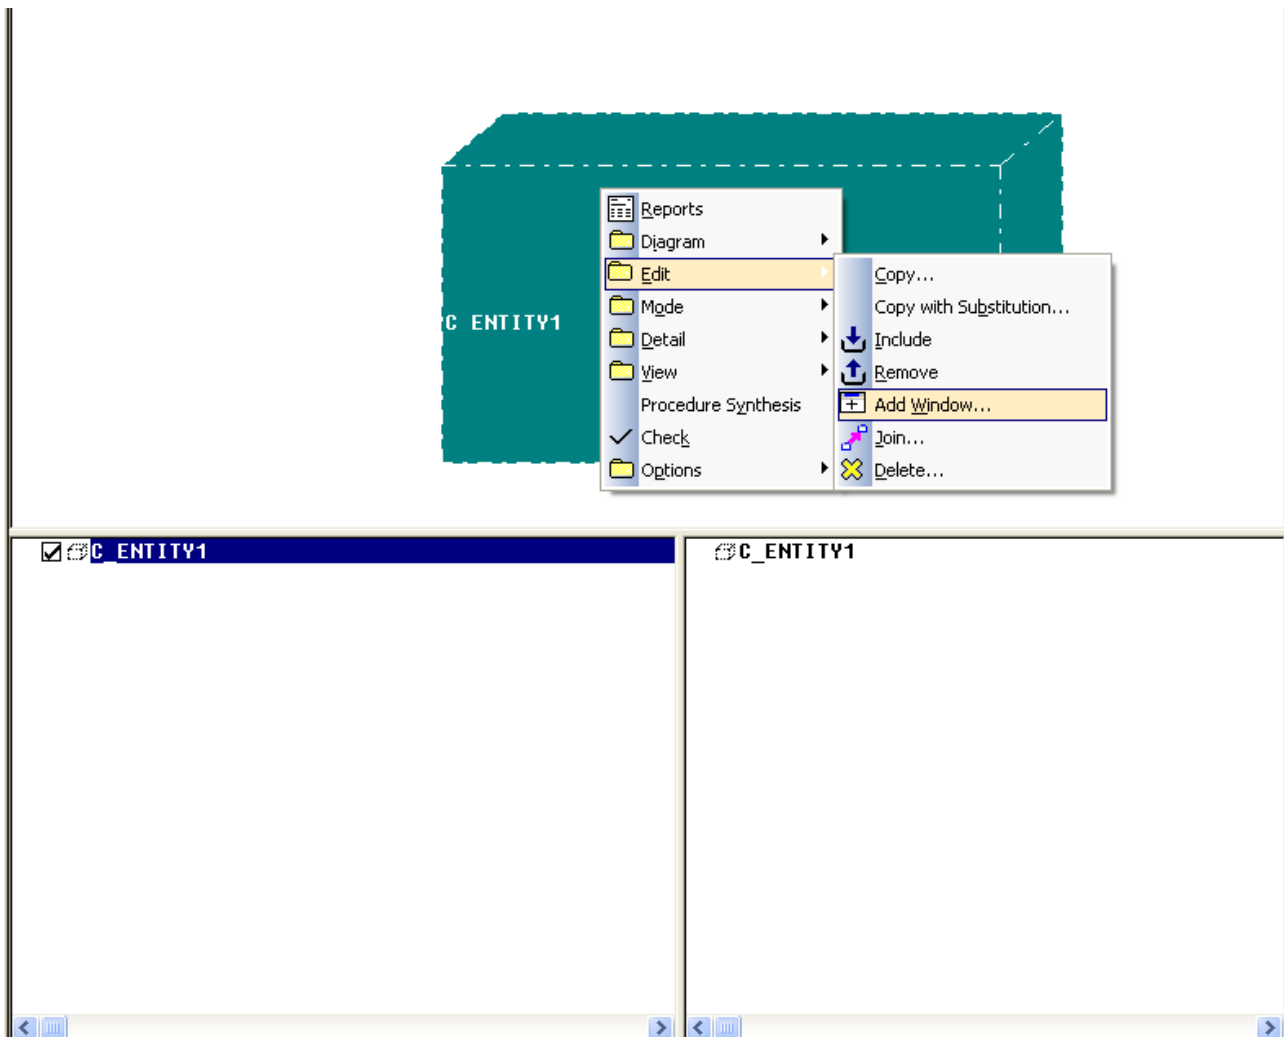 Reports
Diagram
Edit
Mode
Detail
View
Procedure Synthesis
Check
Options
Copy...
Copy with Substitution...
Include
Remove
Add Window...
Join...
Delete...
C ENTITY1
C_ENTITY1
C_ENTITY1